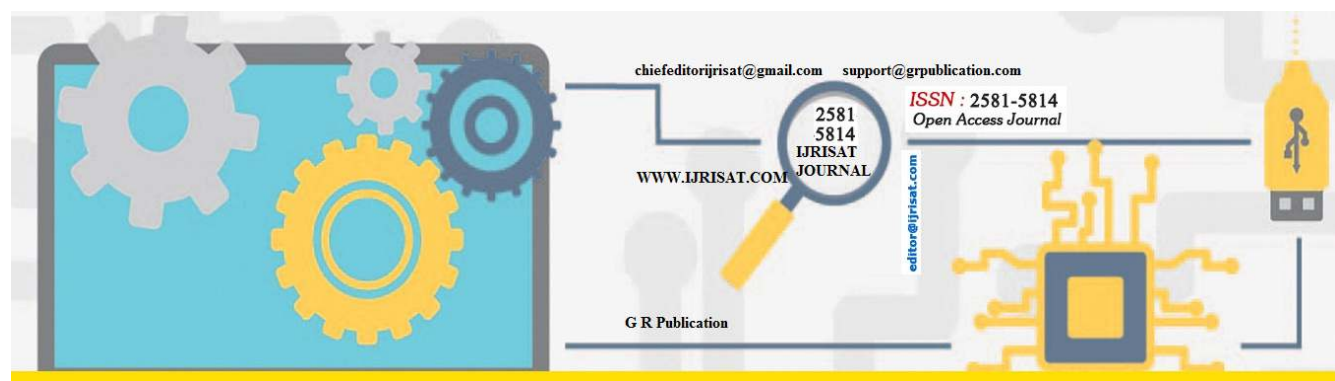 chiefeditorijrisat@gmail.com support@grpublication.com
ISSN : 2581-5814
Open Access Journal
2581
5814
IJRISAT
JOURNAL
WWW.IJRISAT.COM
editor@ijrisat.com
G R Publication